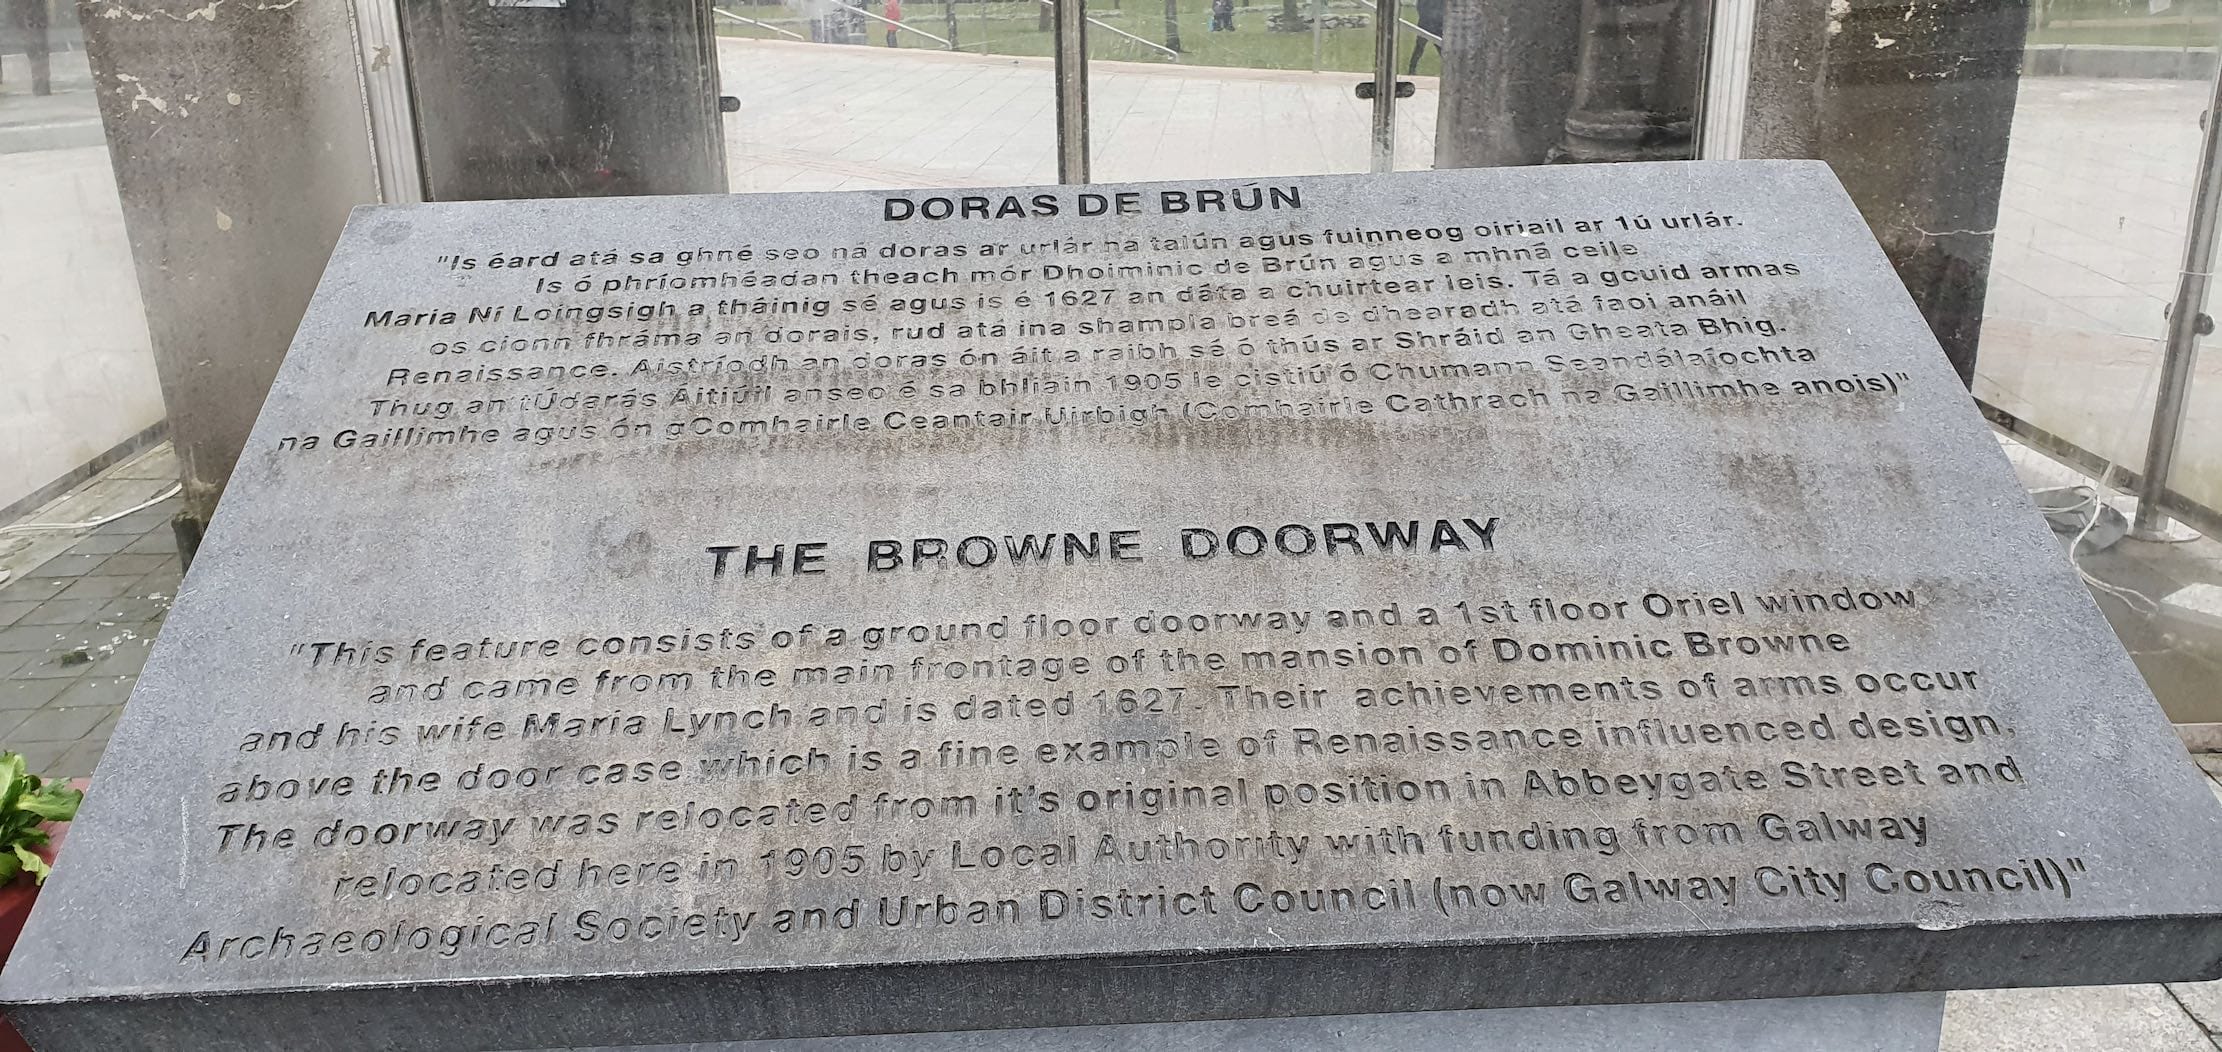 DORAS DE BRÚN
"Is éard atá sa ghné seo ná doras ar urlár na talún agus fuinneog oiriail ar 1ú urlár.
Is ó phríomhéadan theach mór Dhoiminic de Brún agus a mhná ceile
Maria Ní Loingsigh a tháinig sé agus is é 1627 an dáta a chuirtear leis. Tá a gcuid armas
os cionn fhráma an dorais, rud atá ina shampla breá de dhearadh atá faoi anáil
Renaissance. Aistríodh an doras ón áit a raibh sé ó thús ar Shráid an Gheata Bhig.
Thug an tÚdarás Áitiúil anseo é sa bhliain 1905 le cistiú ó Chumann Seandálaíochta
na Gaillimhe agus ón gComhairle Ceantair Uirbigh (Comhairle Cathrach na Gaillimhe anois)"
THE BROWNE DOORWAY
"This feature consists of a ground floor doorway and a 1st floor Oriel window
and came from the main frontage of the mansion of Dominic Browne
and his wife Maria Lynch and is dated 1627. Their achievements of arms occur
above the door case which is a fine example of Renaissance influenced design,
The doorway was relocated from it's original position in Abbeygate Street and
relocated here in 1905 by Local Authority with funding from Galway
Archaeological Society and Urban District Council (now Galway City Council)"